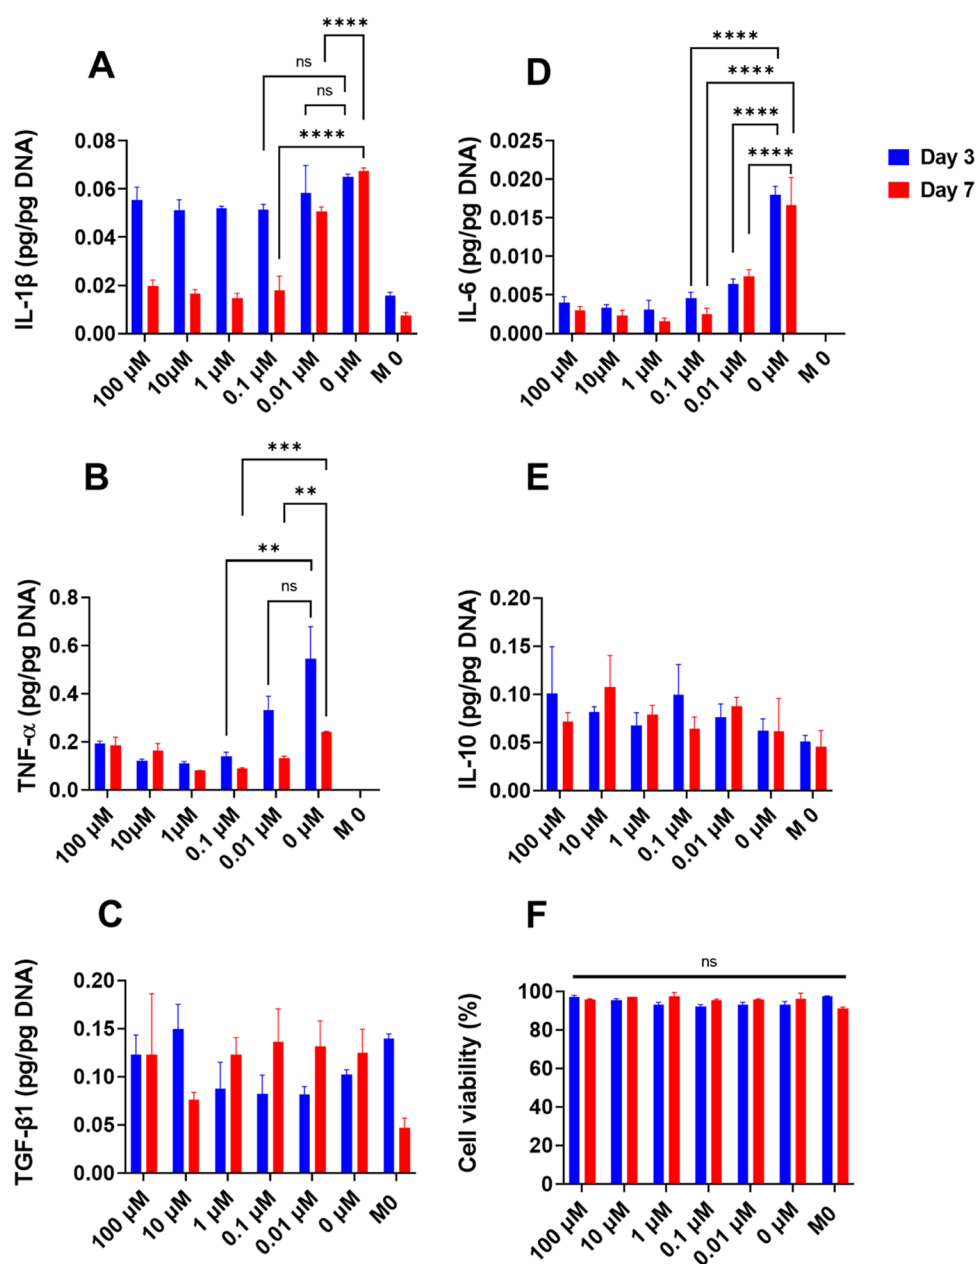 A
****
ns
ns
****
IL-1β (pg/pg DNA)
0.08
0.06
0.04
0.02
0.00
100 µM
10µM
1 µM
0.1 µM
0.01 µM
0 µM
M 0
D
****
****
****
****
IL-6 (pg/pg DNA)
0.025
0.020
0.015
0.010
0.005
0.000
100 µM
10µM
1 µM
0.1 µM
0.01 µM
0 µM
M 0
Day 3
Day 7
B
***
**
**
ns
TNF-α (pg/pg DNA)
0.8
0.6
0.4
0.2
0.0
100 µM
10µM
1µM
0.1 µM
0.01 µM
0 µM
M 0
E
IL-10 (pg/pg DNA)
0.20
0.15
0.10
0.05
0.00
100 µM
10 µM
1 µM
0.1 µM
0.01 µM
0 µM
M 0
C
TGF-β1 (pg/pg DNA)
0.20
0.15
0.10
0.05
0.00
100 µM
10 µM
1 µM
0.1 µM
0.01 µM
0 µM
M0
F
ns
Cell viability (%)
100
80
60
40
20
0
100 µM
10 µM
1 µM
0.1 µM
0.01 µM
0 µM
M0